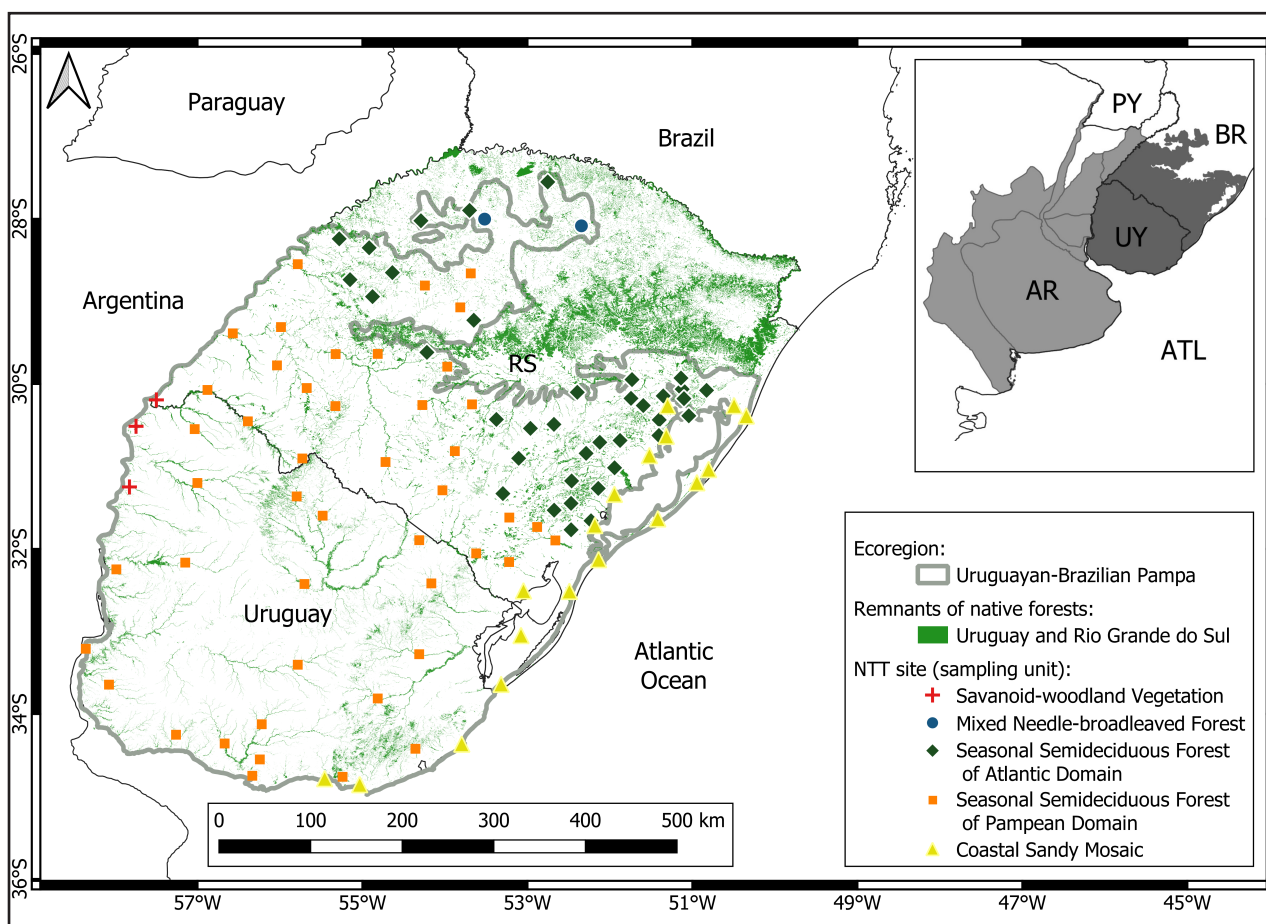 26°S
28°S
30°S
32°S
34°S
36°S
Paraguay
Brazil
Argentina
RS
Uruguay
Atlantic
Ocean
PY
BR
UY
AR
ATL
Ecoregion:
Uruguayan-Brazilian Pampa
Remnants of native forests:
Uruguay and Rio Grande do Sul
NTT site (sampling unit):
Savanoid-woodland Vegetation
Mixed Needle-broadleaved Forest
Seasonal Semideciduous Forest
of Atlantic Domain
Seasonal Semideciduous Forest
of Pampean Domain
Coastal Sandy Mosaic
0 100 200 300 400 500 km
57°W 55°W 53°W 51°W 49°W 47°W 45°W